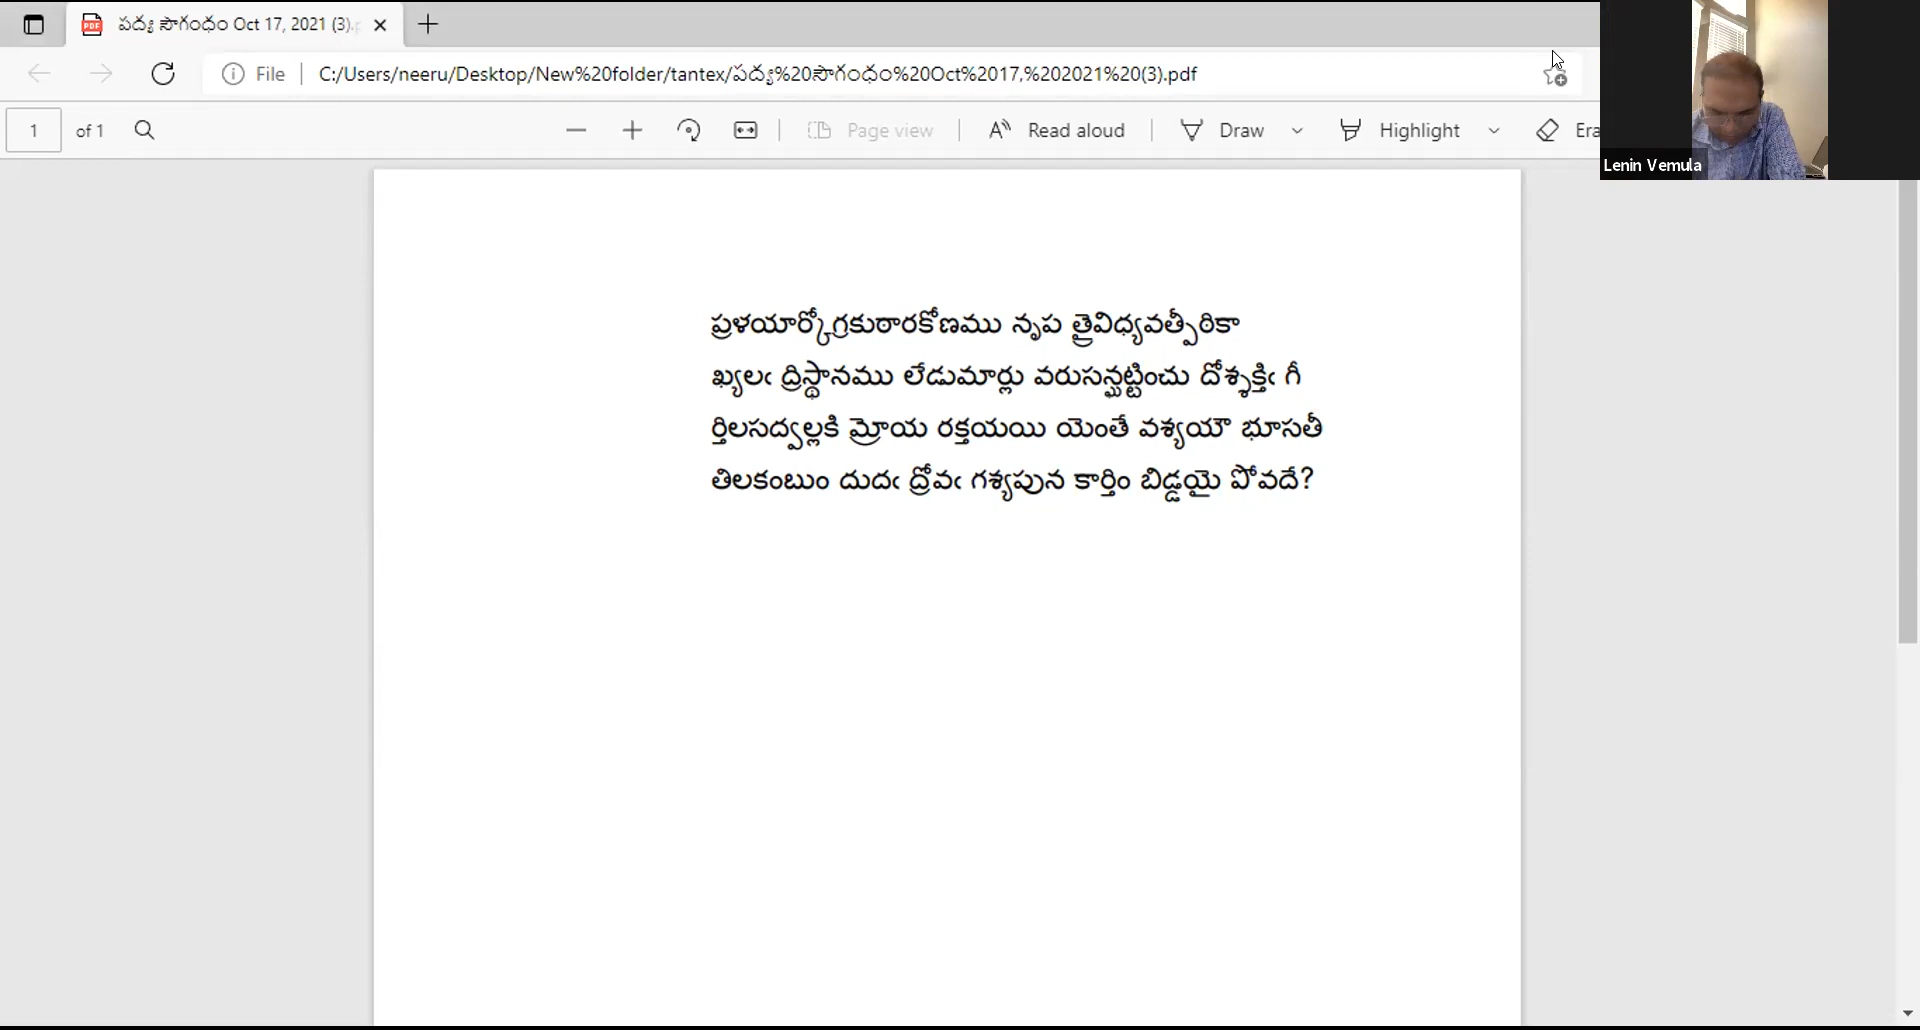 పద్య సౌగంధం Oct 17, 2021 (3).
File
C:/Users/neeru/Desktop/New%20folder/tantex/పద్య%20సౌగంధం%20Oct%2017,%202021%20(3).pdf
1 of 1
Page view
Read aloud
Draw
Highlight
Era
Lenin Vemula
ప్రళయార్కోగ్రకుఠారకోణము నృప త్రైవిధ్యవత్పీఠికా
ఖ్యలఁ ద్రిస్థానము లేడుమార్లు వరుసన్ఘట్టించు దోశ్శక్తిఁ గీ
ర్తిలసద్వల్లకి మ్రోయ రక్తయయి యెంతే వశ్యయౌ భూసతీ
తిలకంబుం దుదఁ ద్రోవఁ గశ్యపున కార్తిం బిడ్డయై పోవదే?